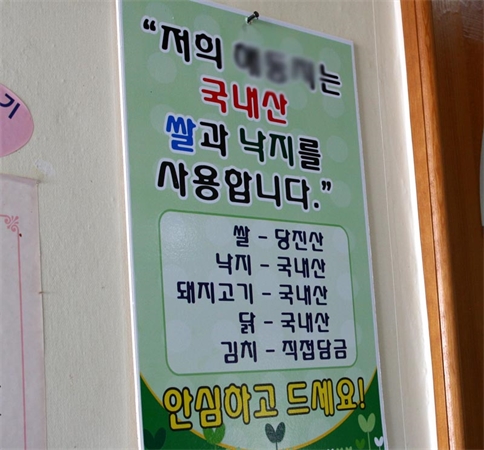 “저희 는
국내산
쌀과 낙지를
사용합니다.”
쌀 – 당진산
낙지 – 국내산
돼지고기 – 국내산
닭 – 국내산
김치 – 직접담금
안심하고 드세요!
기